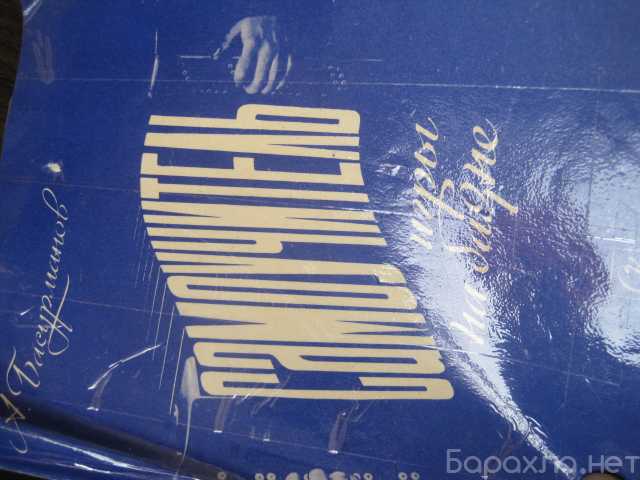 А. Басурманов
САМОУЧИТЕЛЬ
игры
на баяне
Барахла.нет